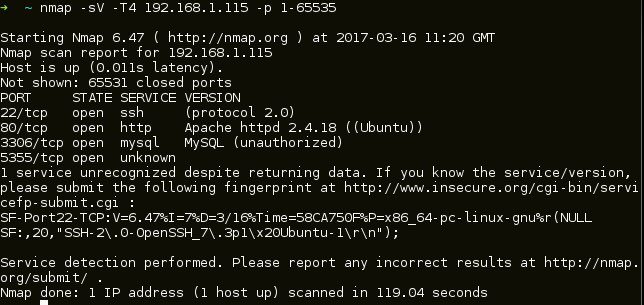 ➜  ~ nmap -sV -T4 192.168.1.115 -p 1-65535
Starting Nmap 6.47 ( http://nmap.org ) at 2017-03-16 11:20 GMT
Nmap scan report for 192.168.1.115
Host is up (0.011s latency).
Not shown: 65531 closed ports
PORT     STATE SERVICE VERSION
22/tcp   open  ssh     (protocol 2.0)
80/tcp   open  http    Apache httpd 2.4.18 ((Ubuntu))
3306/tcp open  mysql   MySQL (unauthorized)
5355/tcp open  unknown
1 service unrecognized despite returning data. If you know the service/version,
please submit the following fingerprint at http://www.insecure.org/cgi-bin/servi
cefp-submit.cgi :
SF-Port22-TCP:V=6.47%I=7%D=3/16%Time=58CA750F%P=x86_64-pc-linux-gnu%r(NULL
SF:,20,"SSH-2\.0-OpenSSH_7\.3p1\x20Ubuntu-1\r\n");
Service detection performed. Please report any incorrect results at http://nmap.
org/submit/ .
Nmap done: 1 IP address (1 host up) scanned in 119.04 seconds